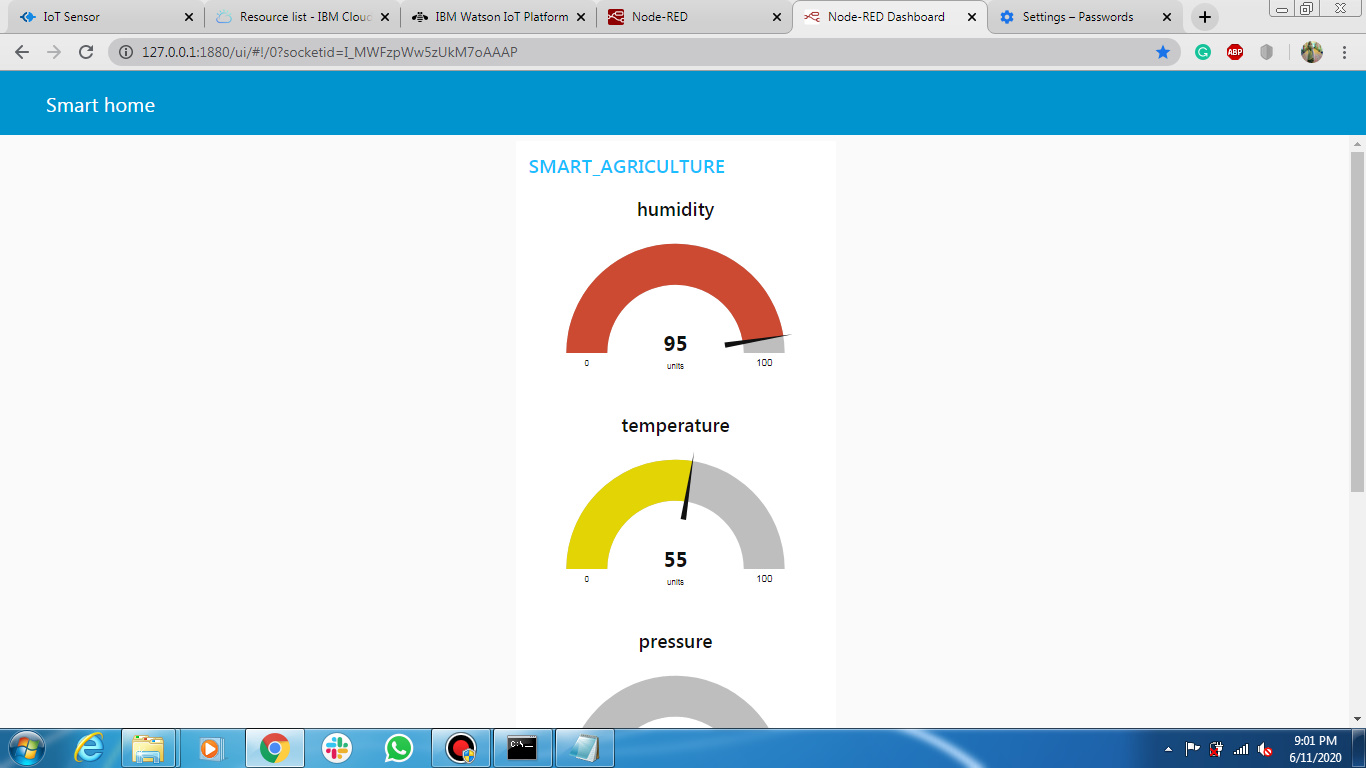 IoT Sensor
Resource list - IBM Cloud
IBM Watson IoT Platform
Node-RED
Node-RED Dashboard
Settings – Passwords
127.0.0.1:1880/ui/#!/0?socketid=I_MWFzpWw5zUkM7oAAAP
ABP
Smart home
SMART_AGRICULTURE
humidity
95
units
0
100
temperature
55
units
0
100
pressure
C:\
9:01 PM
6/11/2020